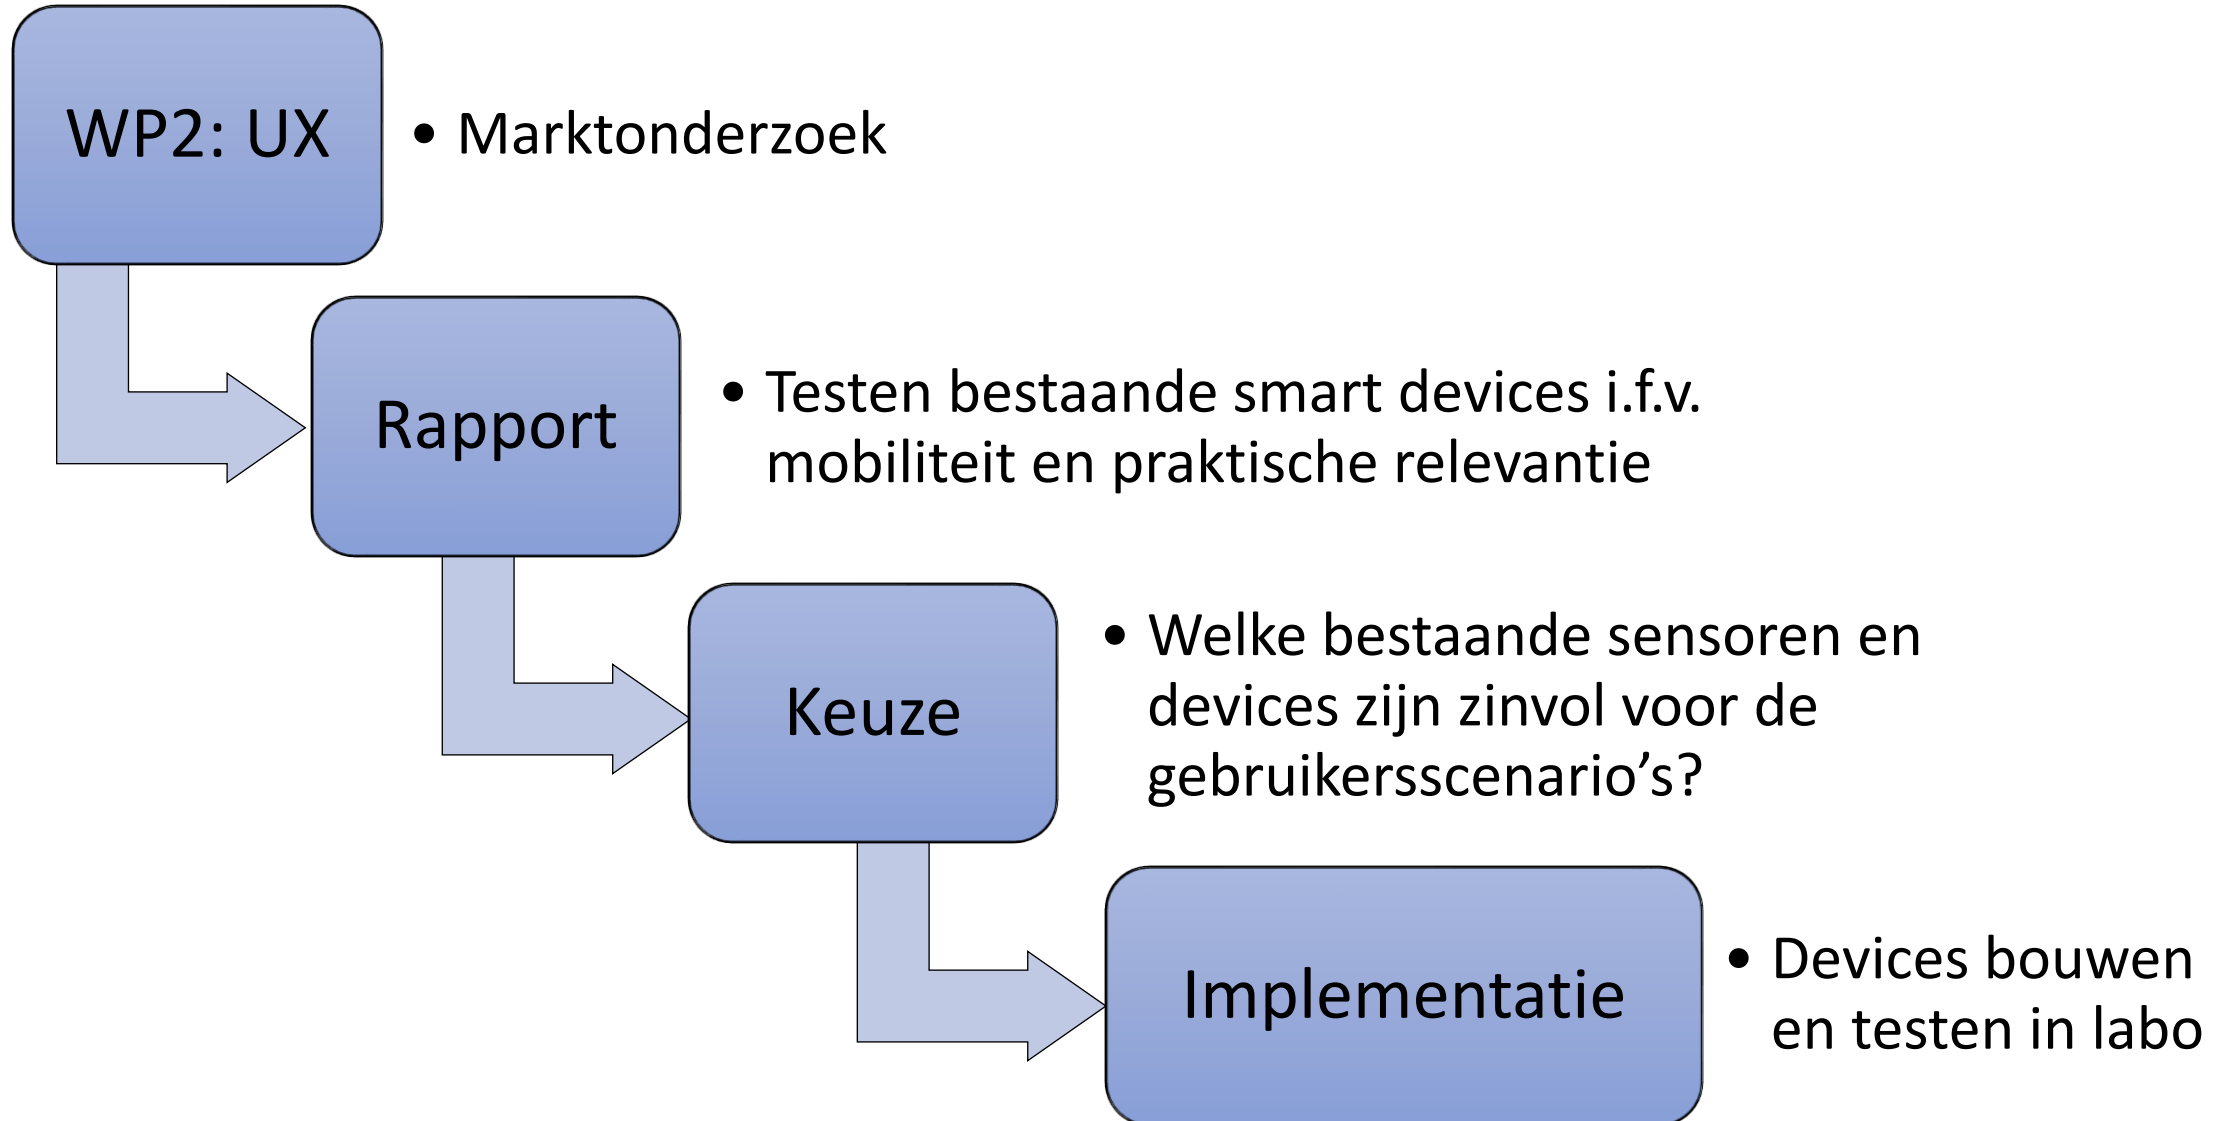 WP2: UX
• Marktonderzoek
Rapport
• Testen bestaande smart devices i.f.v.
mobiliteit en praktische relevantie
Keuze
• Welke bestaande sensoren en
devices zijn zinvol voor de
gebruikersscenario’s?
Implementatie
• Devices bouwen
en testen in labo